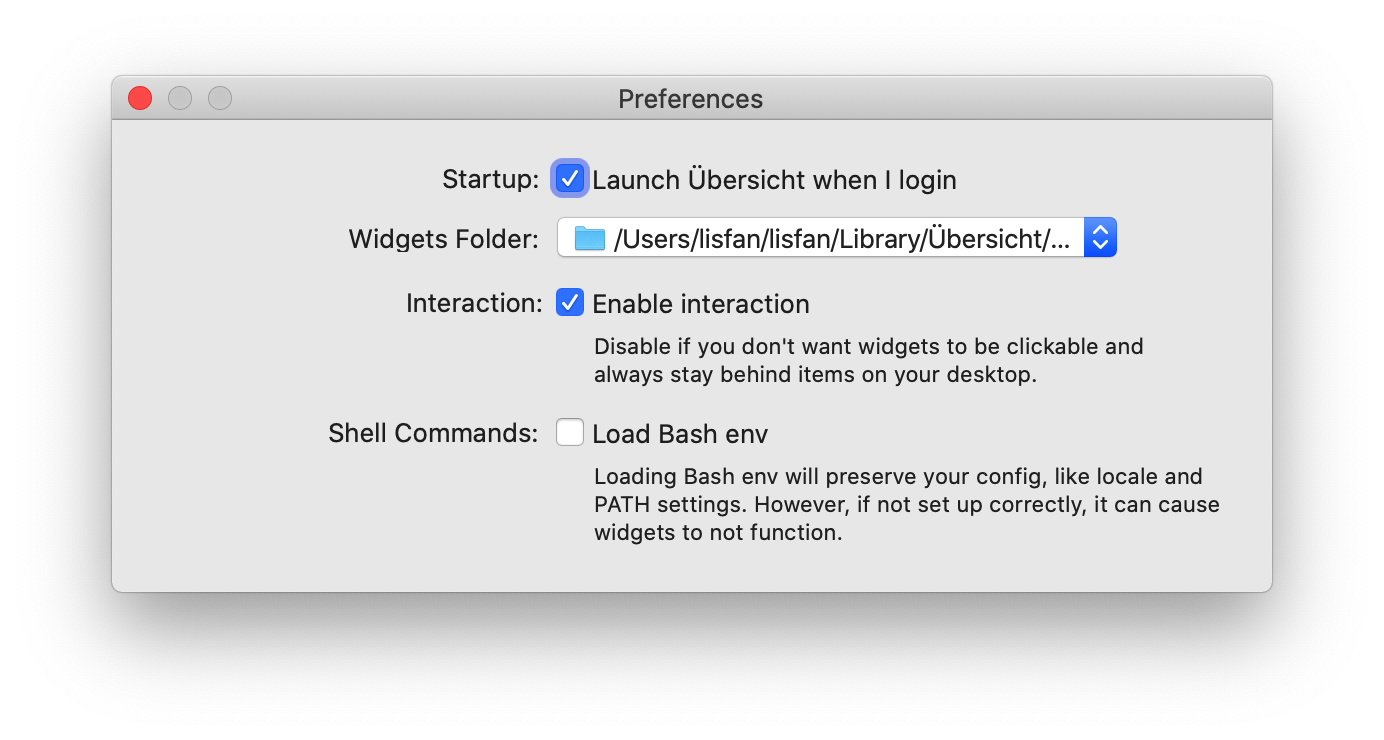 Preferences
Startup: Launch Übersicht when I login
Widgets Folder: /Users/lisfan/lisfan/Library/Übersicht/...
Interaction: Enable interaction
Disable if you don't want widgets to be clickable and
always stay behind items on your desktop.
Shell Commands: Load Bash env
Loading Bash env will preserve your config, like locale and
PATH settings. However, if not set up correctly, it can cause
widgets to not function.